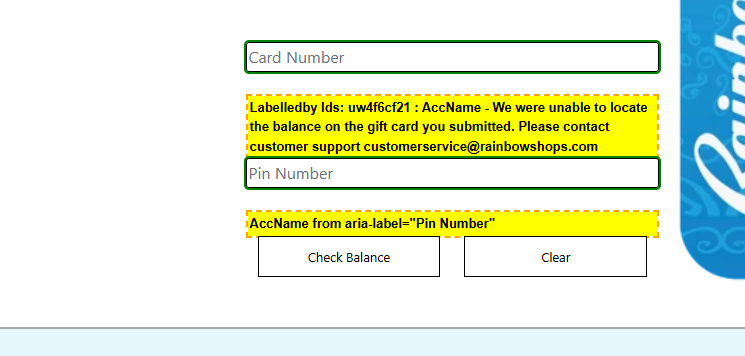 Card Number
Labelledby Ids: uw4f6cf21 : AccName - We were unable to locate
the balance on the gift card you submitted. Please contact
customer support customerservice@rainbowshops.com
Pin Number
AccName from aria-label="Pin Number"
Check Balance
Clear